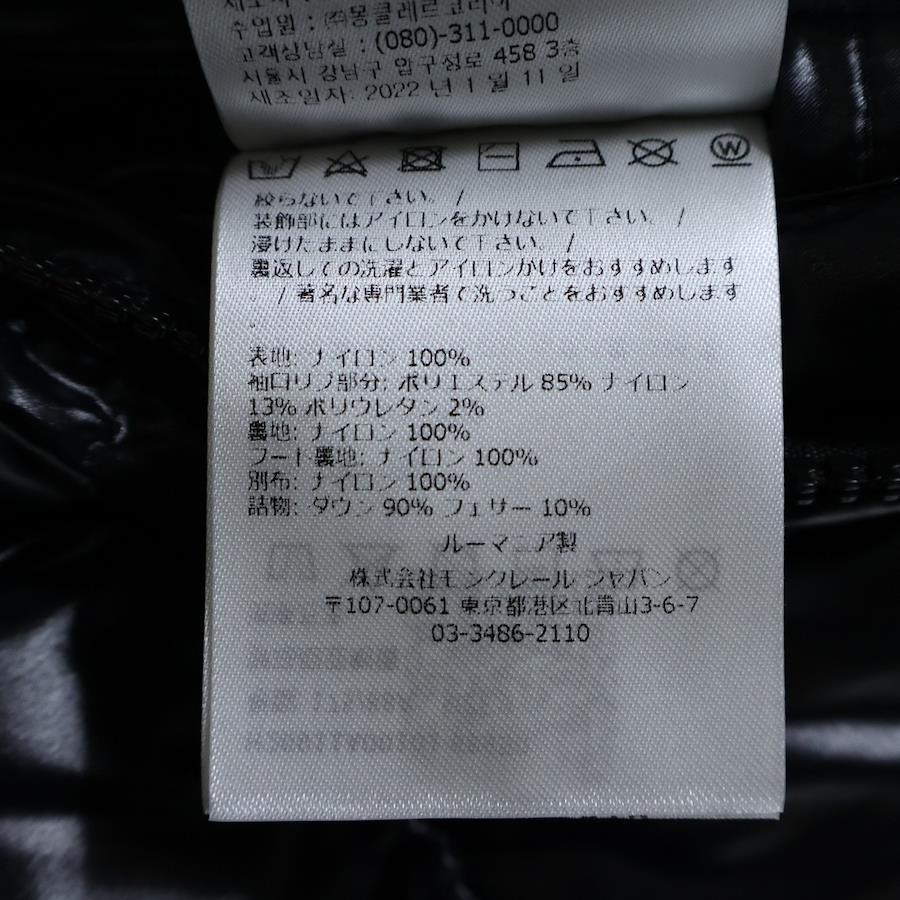 수입원 : ㈜몽클레르코리아
고객상담실 : (080)-311-0000
서울시 강남구 압구정로 458 3층
제조일자: 2022 년 1 월 11 일
W
絞らないで下さい。/
装飾部にはアイロンをかけないで下さい。/
浸けたままにしないで下さい。/
裏返しての洗濯とアイロンかけをおすすめします
。/ 著名な専門業者で洗うことをおすすめします
。
表地: ナイロン 100%
袖口リブ部分: ポリエステル 85% ナイロン
13% ポリウレタン 2%
裏地: ナイロン 100%
フード裏地: ナイロン 100%
別布: ナイロン 100%
詰物: ダウン 90% フェザー 10%
ルーマニア製
株式会社モンクレール ジャパン
〒107-0061 東京都港区北青山3-6-7
03-3486-2110